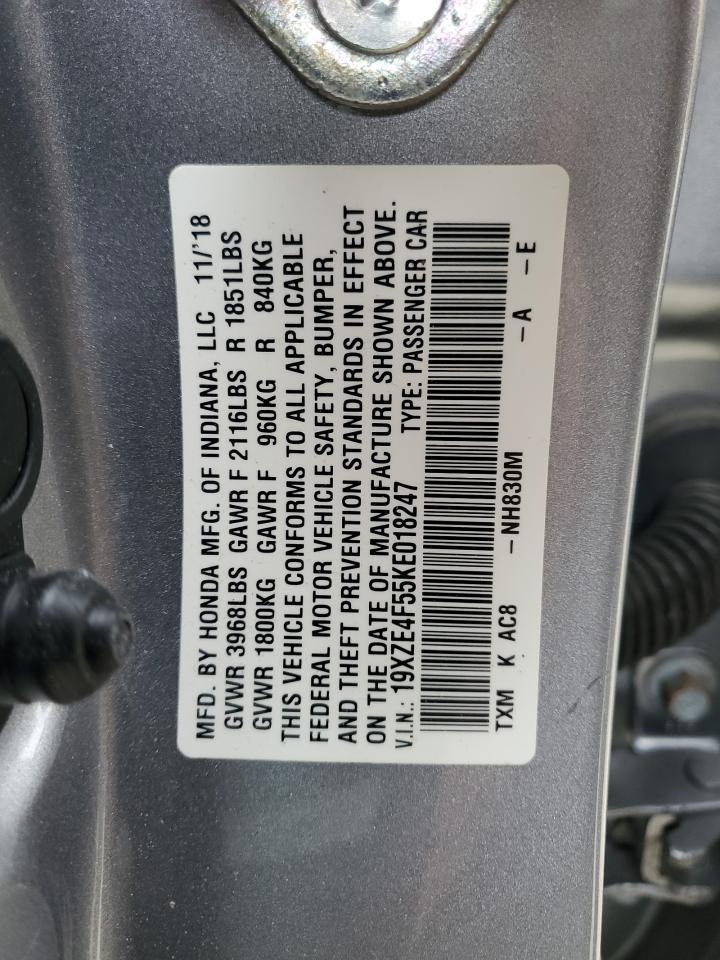 MFD. BY HONDA MFG. OF INDIANA, LLC 11/'18
GVWR 3968LBS GAWR F 2116LBS R 1851LBS
GVWR 1800KG GAWR F 960KG R 840KG
THIS VEHICLE CONFORMS TO ALL APPLICABLE
FEDERAL MOTOR VEHICLE SAFETY, BUMPER,
AND THEFT PREVENTION STANDARDS IN EFFECT
ON THE DATE OF MANUFACTURE SHOWN ABOVE.
V.I.N.: 19XZE4F55KE018247 TYPE: PASSENGER CAR
TXM K AC8 - NH830M - A - E